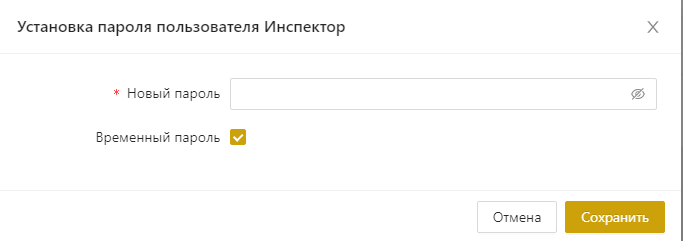 Установка пароля пользователя Инспектор
* Новый пароль
Временный пароль
Отмена
Сохранить